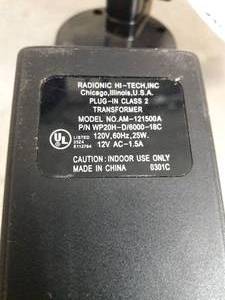 RADIONIC HI-TECH,INC
Chicago,Illinois,U.S.A.
PLUG-IN CLASS 2
TRANSFORMER
MODEL NO.AM-121500A
P/N WP20H-D/6000-18C
UL LISTED 120V,60Hz,25W.
12V AC-1.5A
CAUTION: INDOOR USE ONLY
MADE IN CHINA 0301C